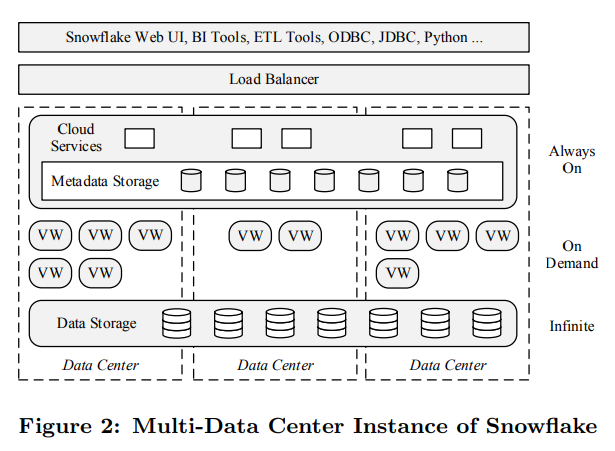 Snowflake Web UI, BI Tools, ETL Tools, ODBC, JDBC, Python ...
Load Balancer
Cloud
Services
Metadata Storage
Always
On
VW VW VW VW VW VW VW VW
VW VW VW
On
Demand
Data Storage
Infinite
Data Center Data Center Data Center
Figure 2: Multi-Data Center Instance of Snowflake